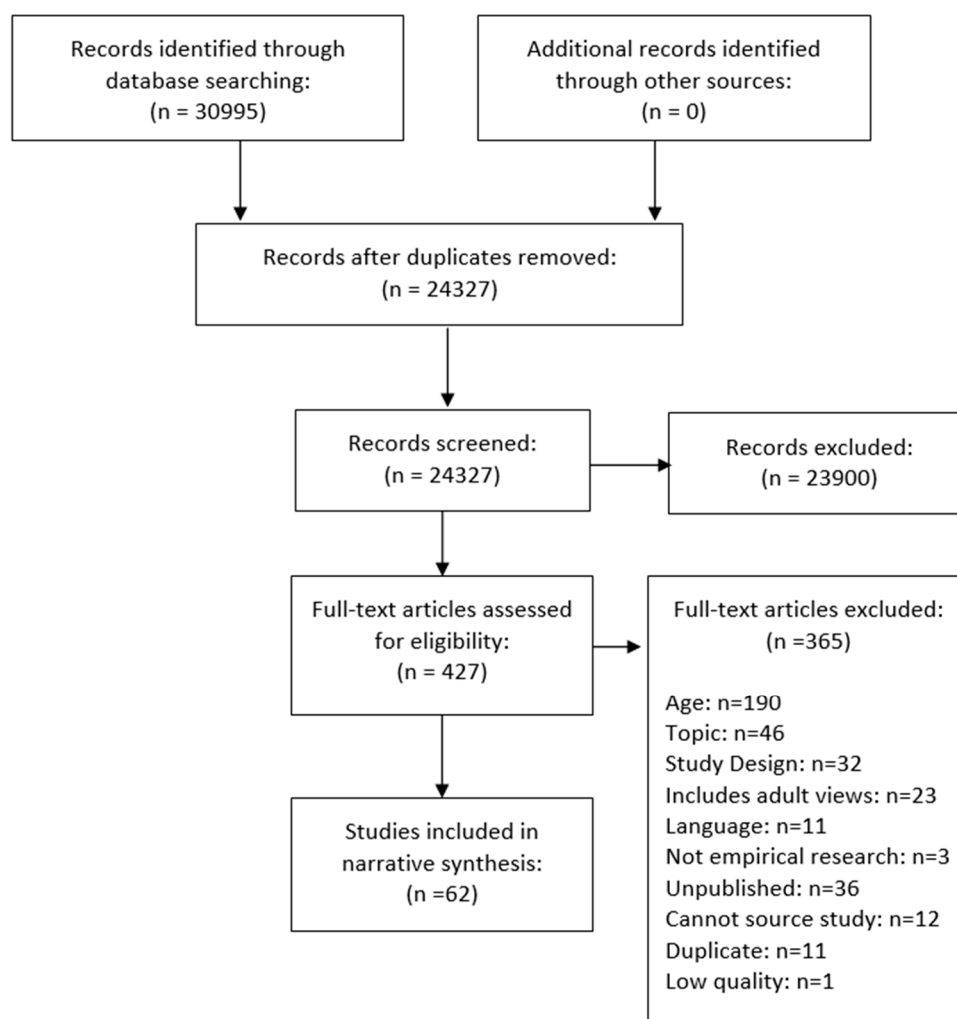 Records identified through
database searching:
(n = 30995)
Additional records identified
through other sources:
(n = 0)
Records after duplicates removed:
(n = 24327)
Records screened:
(n = 24327)
Records excluded:
(n = 23900)
Full-text articles assessed
for eligibility:
(n = 427)
Full-text articles excluded:
(n =365)
Age: n=190
Topic: n=46
Study Design: n=32
Includes adult views: n=23
Language: n=11
Not empirical research: n=3
Unpublished: n=36
Cannot source study: n=12
Duplicate: n=11
Low quality: n=1
Studies included in
narrative synthesis:
(n =62)